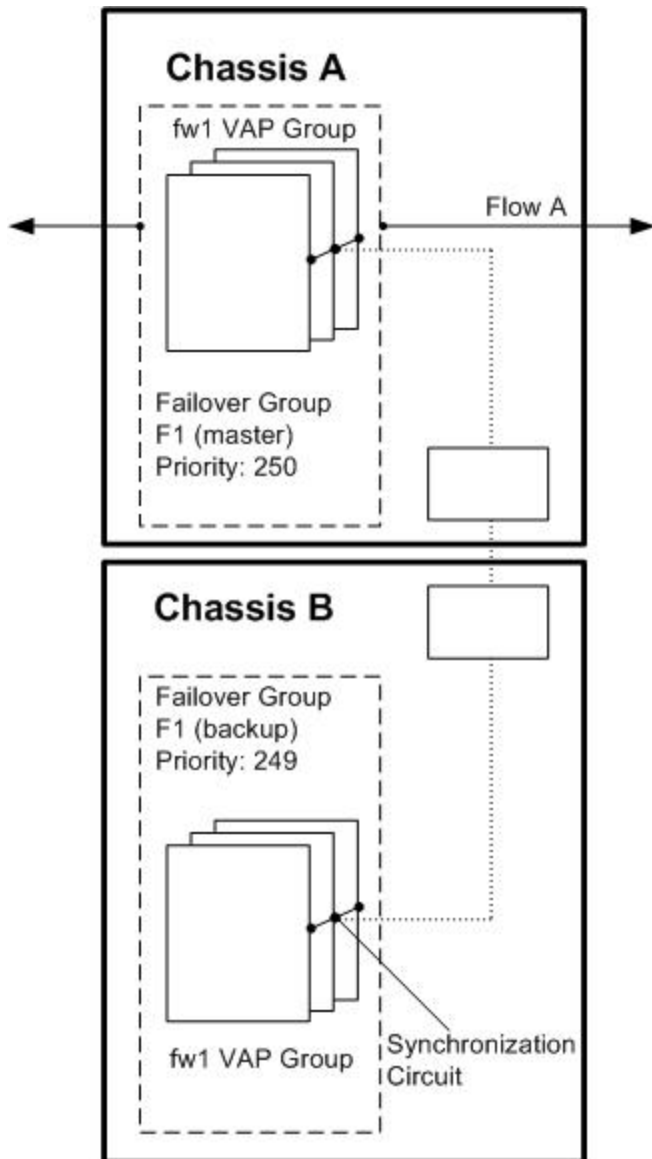 Chassis A
fw1 VAP Group
Flow A
Failover Group
F1 (master)
Priority: 250
Chassis B
Failover Group
F1 (backup)
Priority: 249
fw1 VAP Group
Synchronization
Circuit